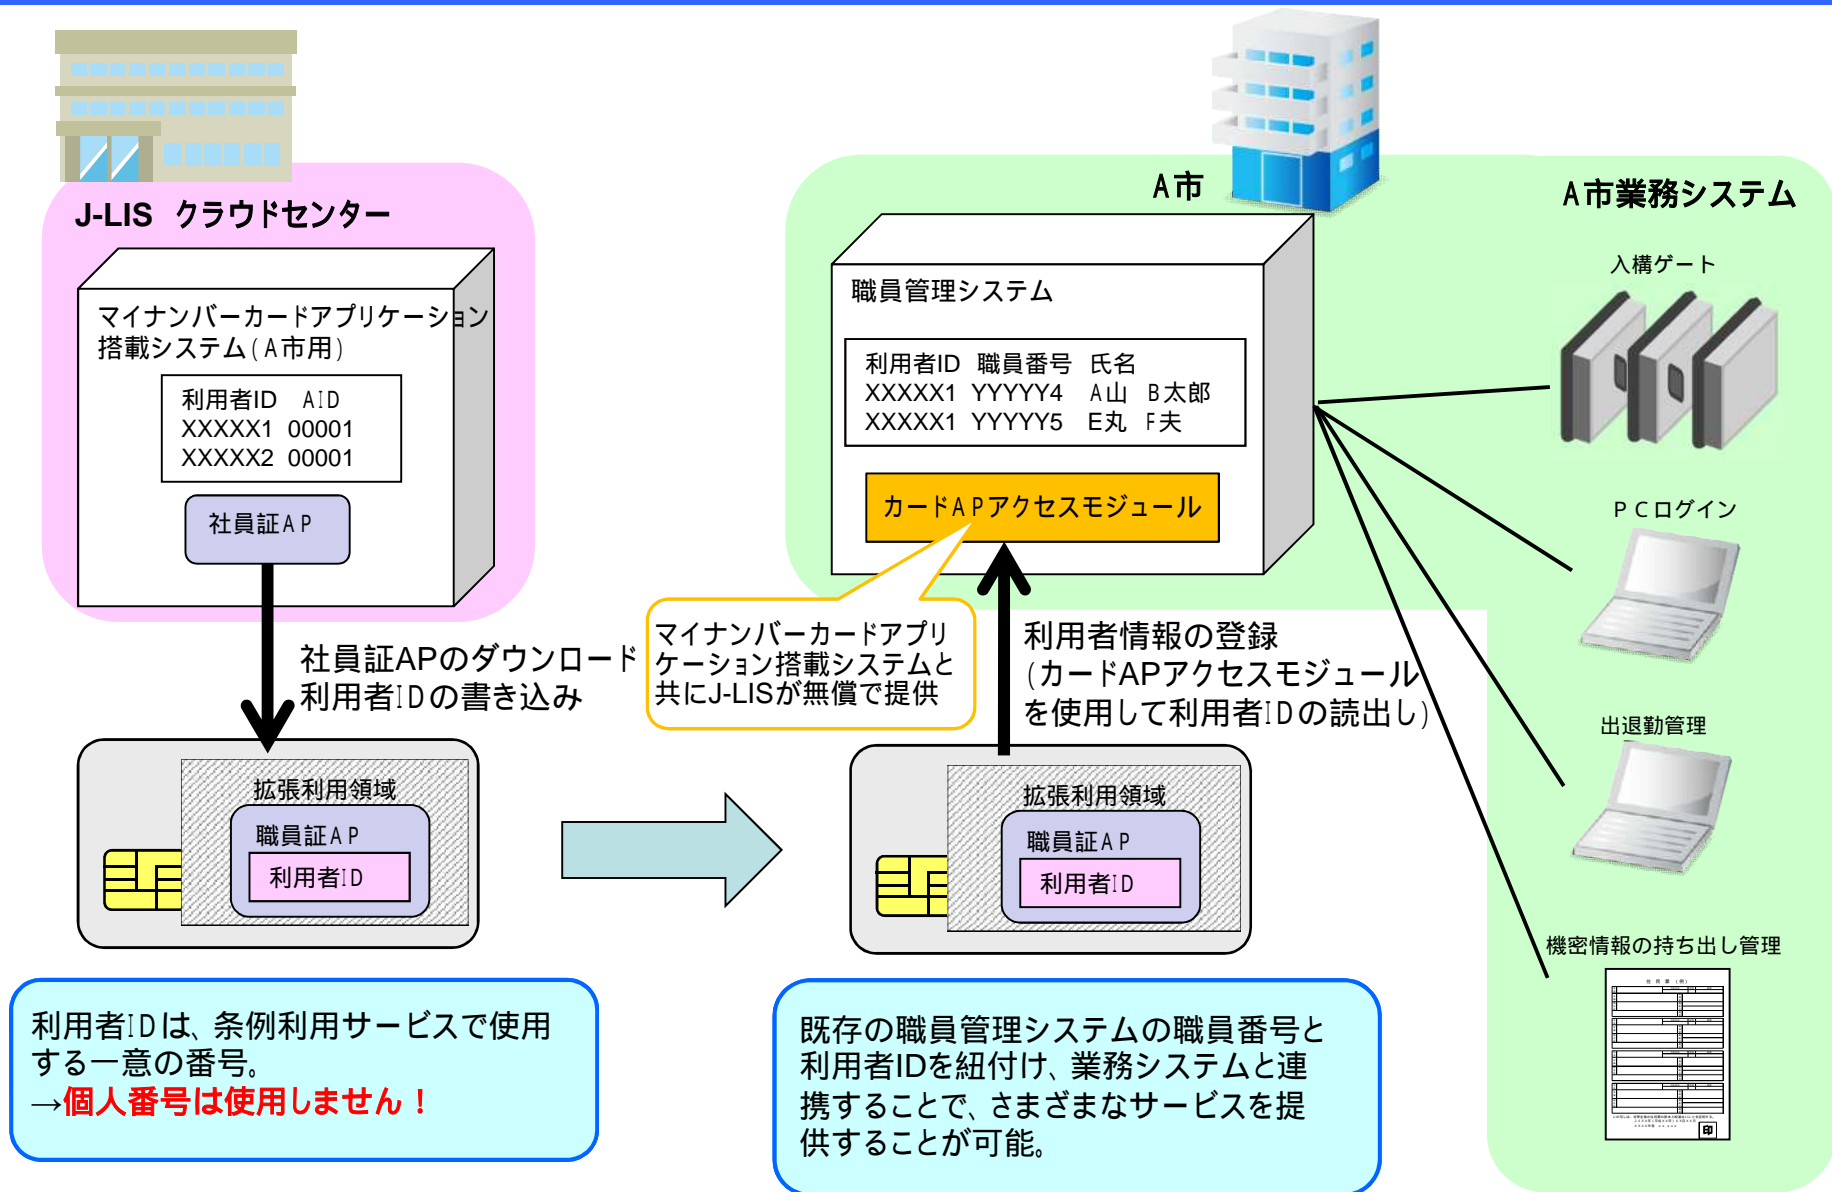 J-LIS クラウドセンター
マイナンバーカードアプリケーション
搭載システム(A市用)
利用者ID AID
XXXXX1 00001
XXXXX2 00001
社員証AP
社員証APのダウンロード
利用者IDの書き込み
拡張利用領域
職員証AP
利用者ID
利用者IDは、条例利用サービスで使用
する一意の番号。
→個人番号は使用しません！
A市
職員管理システム
利用者ID 職員番号 氏名
XXXXX1 YYYYY4 A山 B太郎
XXXXX1 YYYYY5 E丸 F夫
カードAPアクセスモジュール
マイナンバーカードアプリ
ケーション搭載システムと
共にJ-LISが無償で提供
利用者情報の登録
(カードAPアクセスモジュール
を使用して利用者IDの読出し)
拡張利用領域
職員証AP
利用者ID
既存の職員管理システムの職員番号と
利用者IDを紐付け、業務システムと連
携することで、さまざまなサービスを提
供することが可能。
A市業務システム
入構ゲート
ＰＣログイン
出退勤管理
機密情報の持ち出し管理
住 民 票 (例)
印